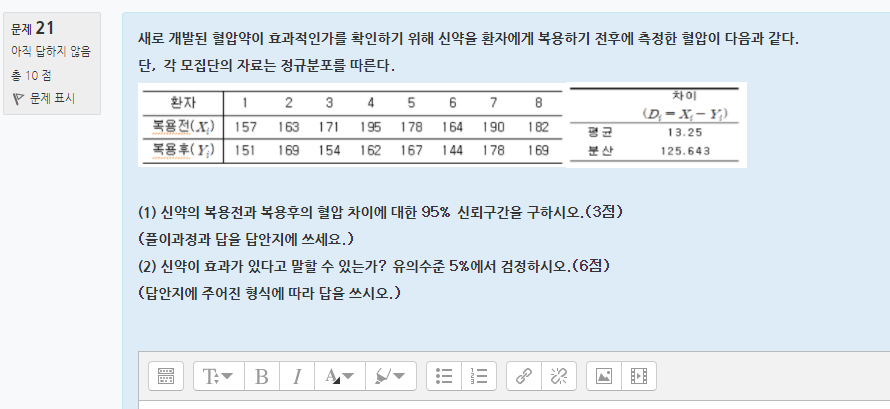 문제 21
아직 답하지 않음
총 10 점
문제 표시
새로 개발된 혈압약이 효과적인가를 확인하기 위해 신약을 환자에게 복용하기 전후에 측정한 혈압이 다음과 같다.
단, 각 모집단의 자료는 정규분포를 따른다.
환자 1 2 3 4 5 6 7 8
복용전(Xᵢ) 157 163 171 195 178 164 190 182
복용후(Yᵢ) 151 169 154 162 167 144 178 169
차이
(Dᵢ = Xᵢ − Yᵢ)
평균 13.25
분산 125.643
(1) 신약의 복용전과 복용후의 혈압 차이에 대한 95% 신뢰구간을 구하시오.(3점)
(풀이과정과 답을 답안지에 쓰세요.)
(2) 신약이 효과가 있다고 말할 수 있는가? 유의수준 5%에서 검정하시오.(6점)
(답안지에 주어진 형식에 따라 답을 쓰시오.)